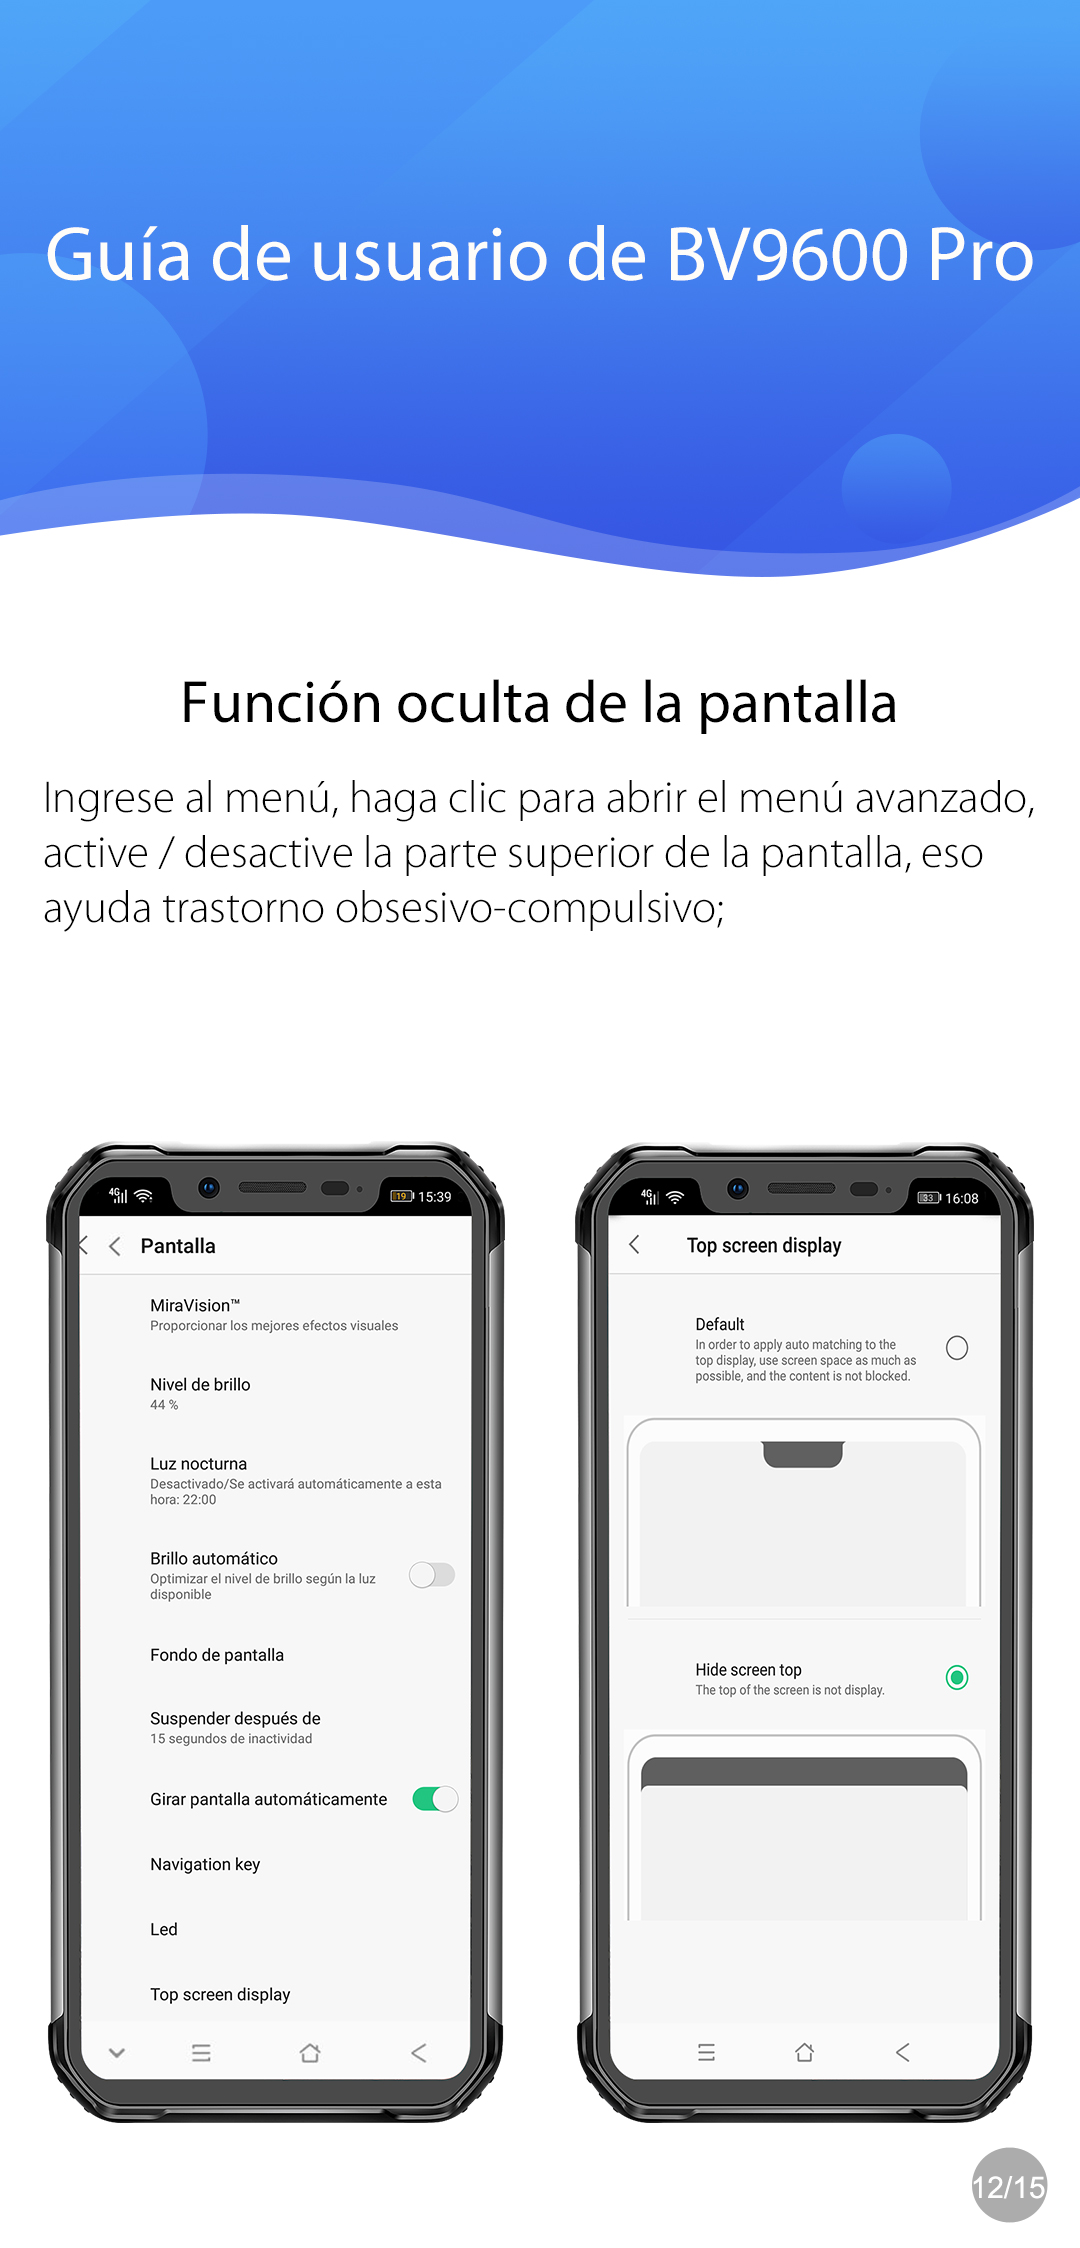 Guía de usuario de BV9600 Pro
Función oculta de la pantalla
Ingrese al menú, haga clic para abrir el menú avanzado,
active / desactive la parte superior de la pantalla, eso
ayuda trastorno obsesivo-compulsivo;
4G 19 15:39
Pantalla
MiraVision™
Proporcionar los mejores efectos visuales
Nivel de brillo
44 %
Luz nocturna
Desactivado/Se activará automáticamente a esta
hora: 22:00
Brillo automático
Optimizar el nivel de brillo según la luz
disponible
Fondo de pantalla
Suspender después de
15 segundos de inactividad
Girar pantalla automáticamente
Navigation key
Led
Top screen display
4G 33 16:08
Top screen display
Default
In order to apply auto matching to the
top display, use screen space as much as
possible, and the content is not blocked.
Hide screen top
The top of the screen is not display.
12/15